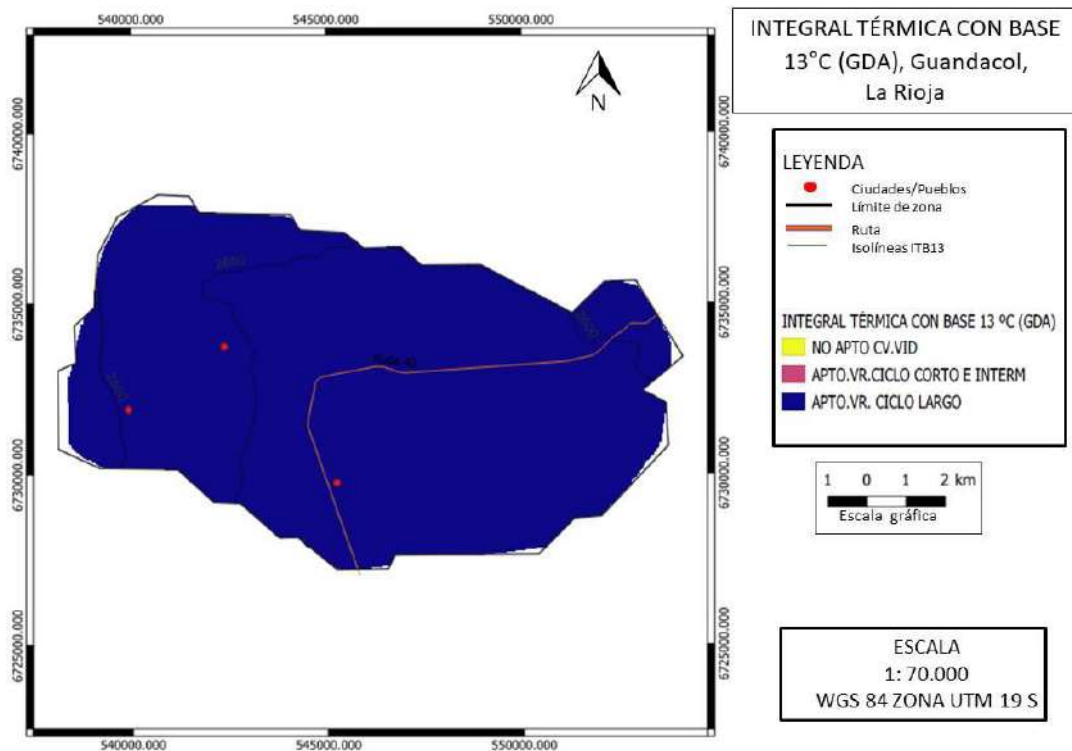 540000.000 545000.000 550000.000
INTEGRAL TÉRMICA CON BASE
13°C (GDA), Guandacol,
La Rioja
N
6740000.000 6740000.000
6735000.000 6735000.000
6730000.000 6730000.000
6725000.000 6725000.000
540000.000 545000.000 550000.000
LEYENDA
Ciudades/Pueblos
Límite de zona
Ruta
Isolíneas ITB13
INTEGRAL TÉRMICA CON BASE 13 ºC (GDA)
NO APTO CV.VID
APTO.VR.CICLO CORTO E INTERM
APTO.VR. CICLO LARGO
1 0 1 2 km
Escala gráfica
ESCALA
1: 70.000
WGS 84 ZONA UTM 19 S